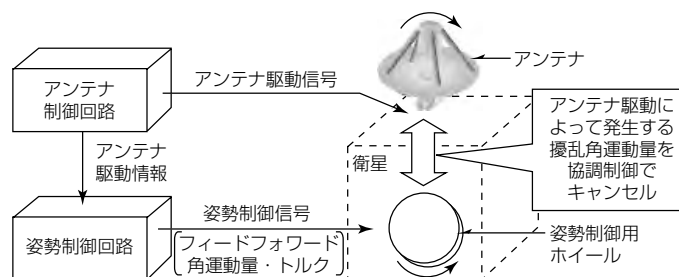 アンテナ
制御回路
アンテナ駆動信号
アンテナ
アンテナ
駆動情報
衛星
アンテナ駆動に
よって発生する
擾乱角運動量を
協調制御で
キャンセル
姿勢制御回路
姿勢制御信号
フィードフォワード
角運動量・トルク
姿勢制御用
ホイール